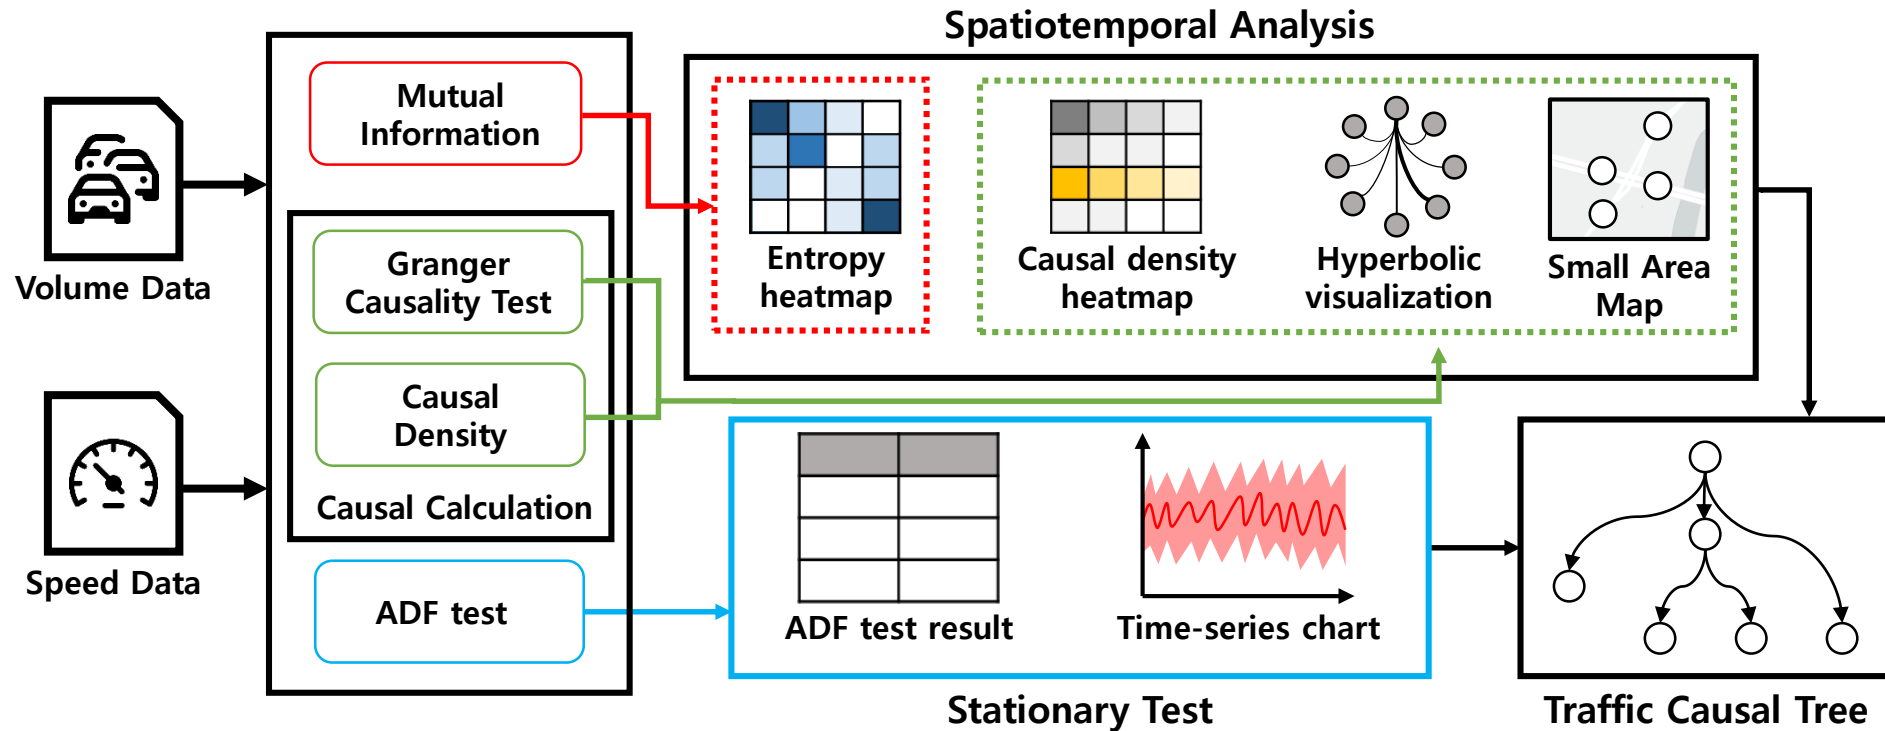 Spatiotemporal Analysis
Mutual
Information
Volume Data
Granger
Causality Test
Causal
Density
Causal Calculation
Speed Data
ADF test
Entropy
heatmap
Causal density
heatmap
Hyperbolic
visualization
Small Area
Map
ADF test result
Time-series chart
Stationary Test
Traffic Causal Tree